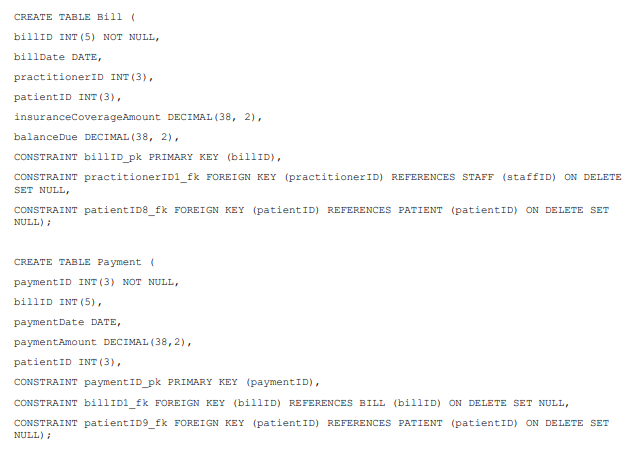 CREATE TABLE Bill (
billID INT(5) NOT NULL,
billDate DATE,
practitionerID INT(3),
patientID INT(3),
insuranceCoverageAmount DECIMAL(38, 2),
balanceDue DECIMAL(38, 2),
CONSTRAINT billID_pk PRIMARY KEY (billID),
CONSTRAINT practitionerID1_fk FOREIGN KEY (practitionerID) REFERENCES STAFF (staffID) ON DELETE
SET NULL,
CONSTRAINT patientID8_fk FOREIGN KEY (patientID) REFERENCES PATIENT (patientID) ON DELETE SET
NULL);
CREATE TABLE Payment (
paymentID INT(3) NOT NULL,
billID INT(5),
paymentDate DATE,
paymentAmount DECIMAL(38,2),
patientID INT(3),
CONSTRAINT paymentID_pk PRIMARY KEY (paymentID),
CONSTRAINT billID1_fk FOREIGN KEY (billID) REFERENCES BILL (billID) ON DELETE SET NULL,
CONSTRAINT patientID9_fk FOREIGN KEY (patientID) REFERENCES PATIENT (patientID) ON DELETE SET
NULL);